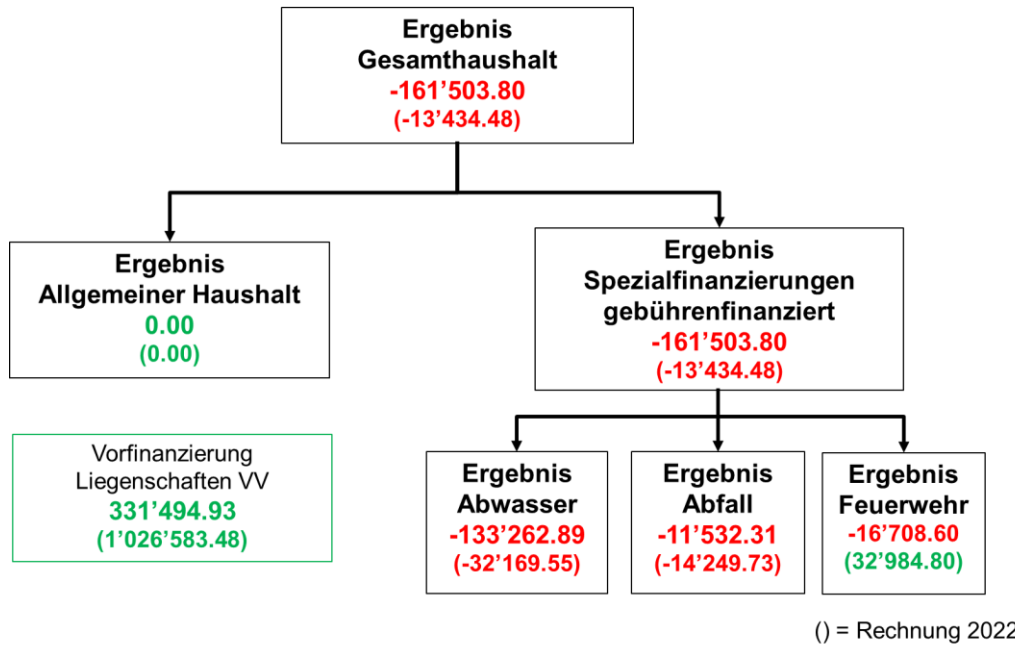 Ergebnis
Gesamthaushalt
-161’503.80
(-13’434.48)
Ergebnis
Allgemeiner Haushalt
0.00
(0.00)
Ergebnis
Spezialfinanzierungen
gebührenfinanziert
-161’503.80
(-13’434.48)
Vorfinanzierung
Liegenschaften VV
331’494.93
(1’026’583.48)
Ergebnis
Abwasser
-133’262.89
(-32’169.55)
Ergebnis
Abfall
-11’532.31
(-14’249.73)
Ergebnis
Feuerwehr
-16’708.60
(32’984.80)
() = Rechnung 2022